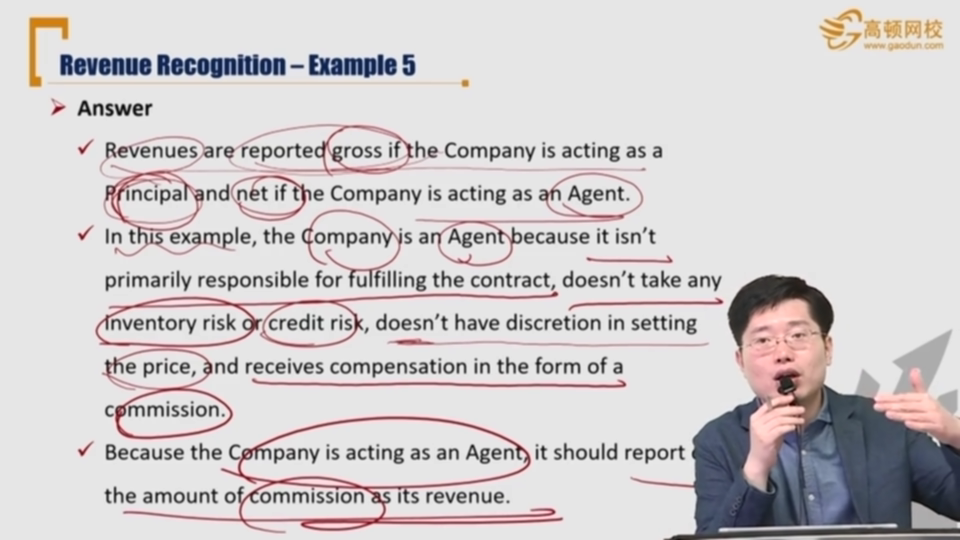 高顿网校
www.gaodun.com
Revenue Recognition – Example 5
Answer
Revenues are reported gross if the Company is acting as a
Principal and net if the Company is acting as an Agent.
In this example, the Company is an Agent because it isn't
primarily responsible for fulfilling the contract, doesn't take any
inventory risk or credit risk, doesn't have discretion in setting
the price, and receives compensation in the form of a
commission.
Because the Company is acting as an Agent, it should report
the amount of commission as its revenue.